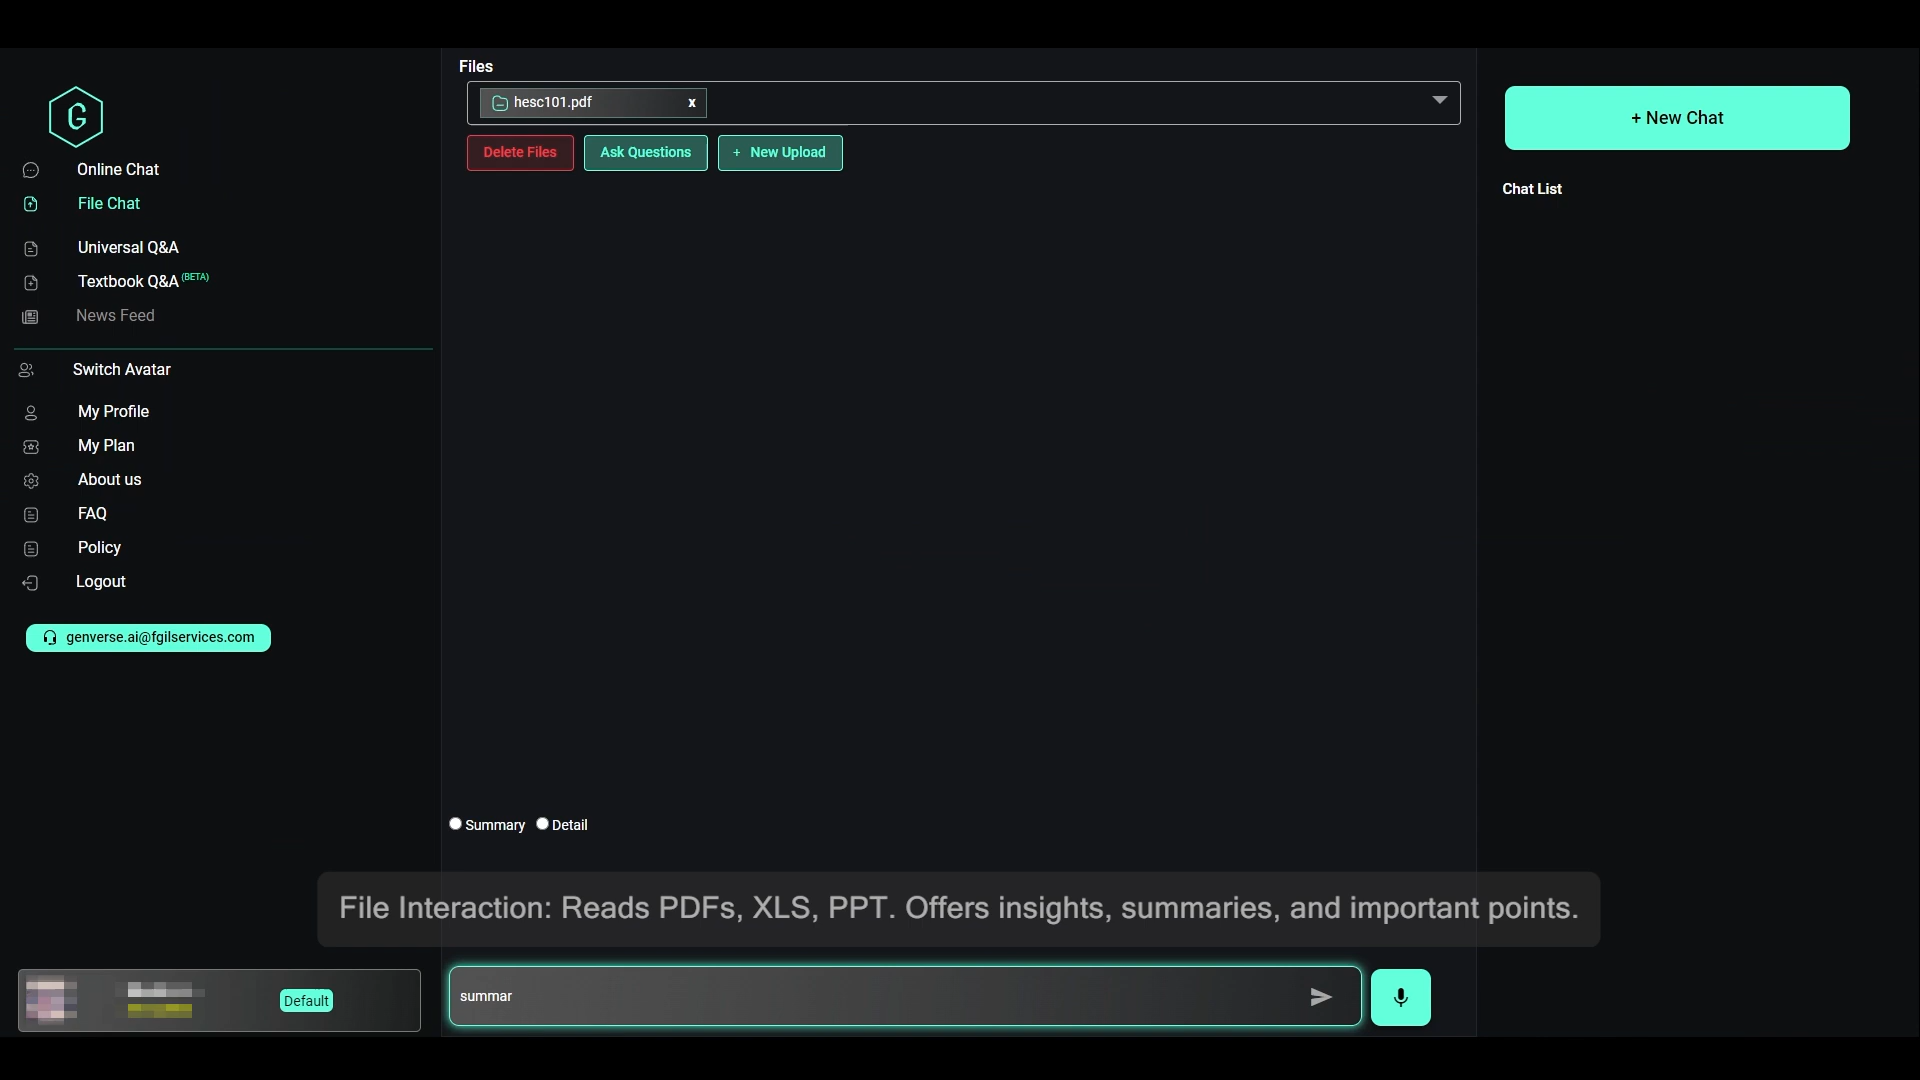 G
Online Chat
File Chat
Universal Q&A
Textbook Q&A (BETA)
News Feed
Switch Avatar
My Profile
My Plan
About us
FAQ
Policy
Logout
genverse.ai@fgilservices.com
Default
Files
hesc101.pdf x
Delete Files Ask Questions + New Upload
Summary Detail
File Interaction: Reads PDFs, XLS, PPT. Offers insights, summaries, and important points.
summar
+ New Chat
Chat List